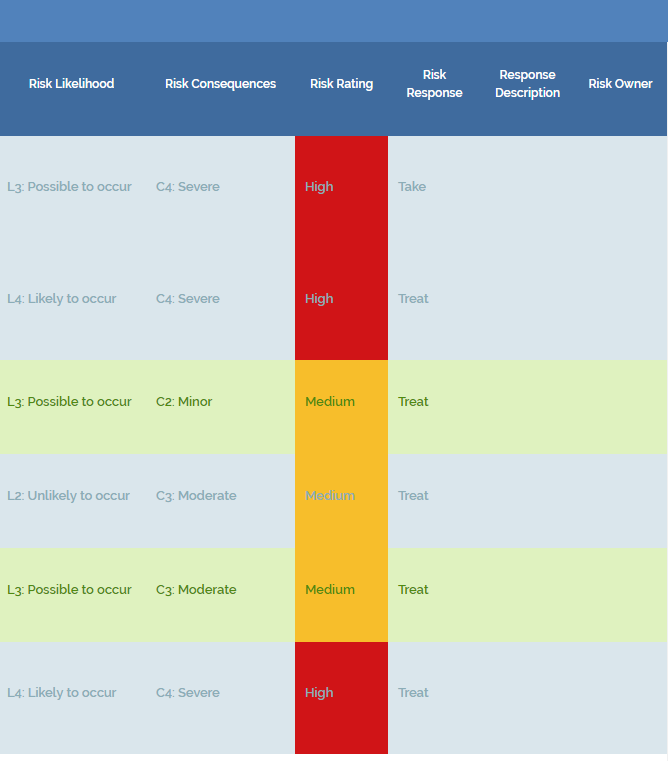 Risk Likelihood Risk Consequences Risk Rating Risk Response Response Description Risk Owner
L3: Possible to occur C4: Severe High Take
L4: Likely to occur C4: Severe High Treat
L3: Possible to occur C2: Minor Medium Treat
L2: Unlikely to occur C3: Moderate Medium Treat
L3: Possible to occur C3: Moderate Medium Treat
L4: Likely to occur C4: Severe High Treat